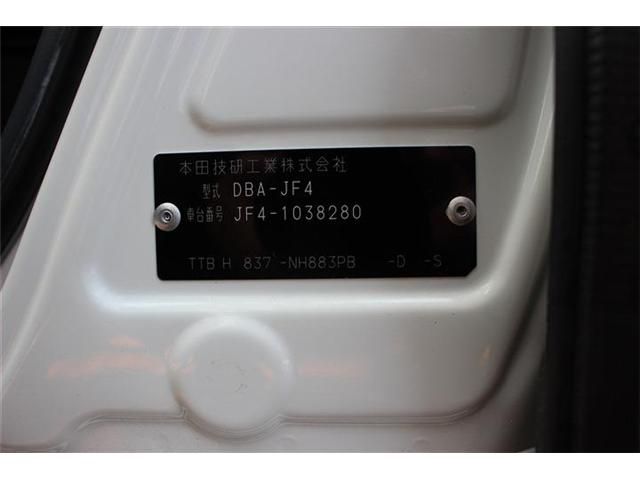 本田技研工業株式会社
型式 DBA-JF4
車台番号 JF4-1038280
TTB H 837 -NH883PB -D -S